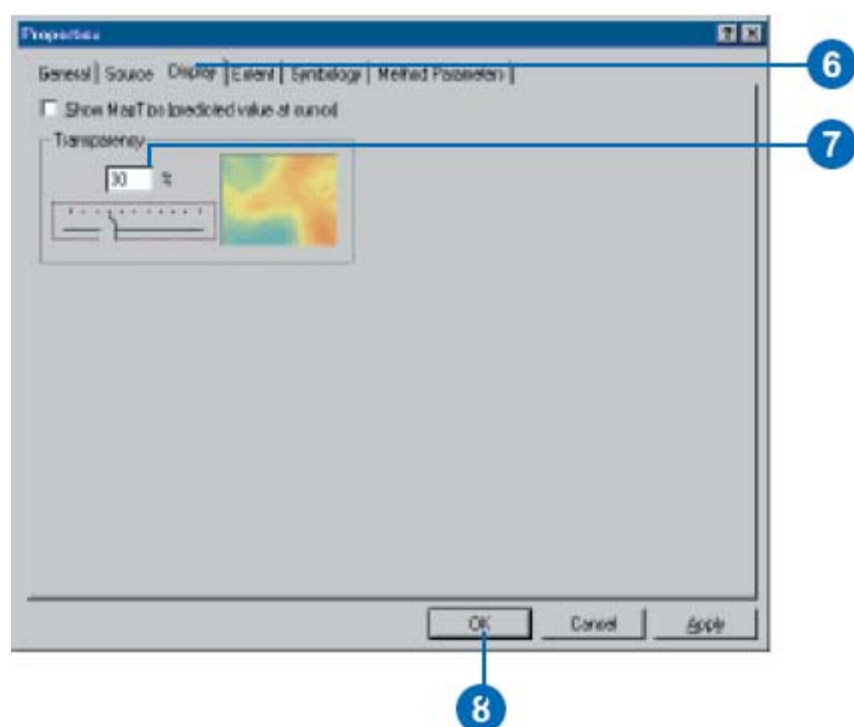 Properties
6
General Source Display Extent Symbology Method Parameters
Show MapTips (predicted value at cursor)
Transparency
7
30 %
OK Cancel Apply
8